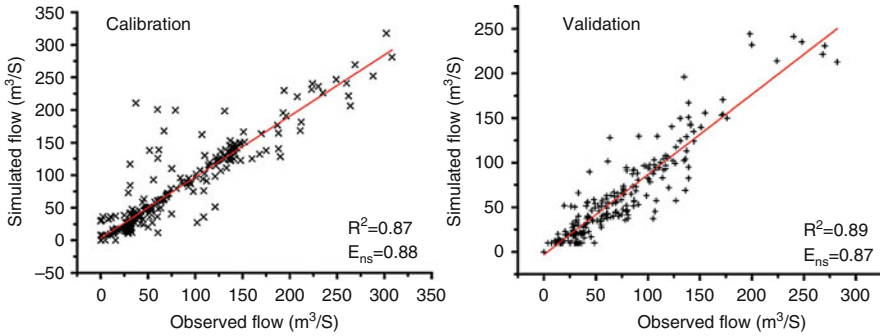 Calibration
Simulated flow (m³/S)
350
300
250
200
150
100
50
0
–50
0 50 100 150 200 250 300 350
Observed flow (m³/S)
R²=0.87
Eₙₛ=0.88
Validation
Simulated flow (m³/S)
250
200
150
100
50
0
0 50 100 150 200 250 300
Observed flow (m³/S)
R²=0.89
Eₙₛ=0.87